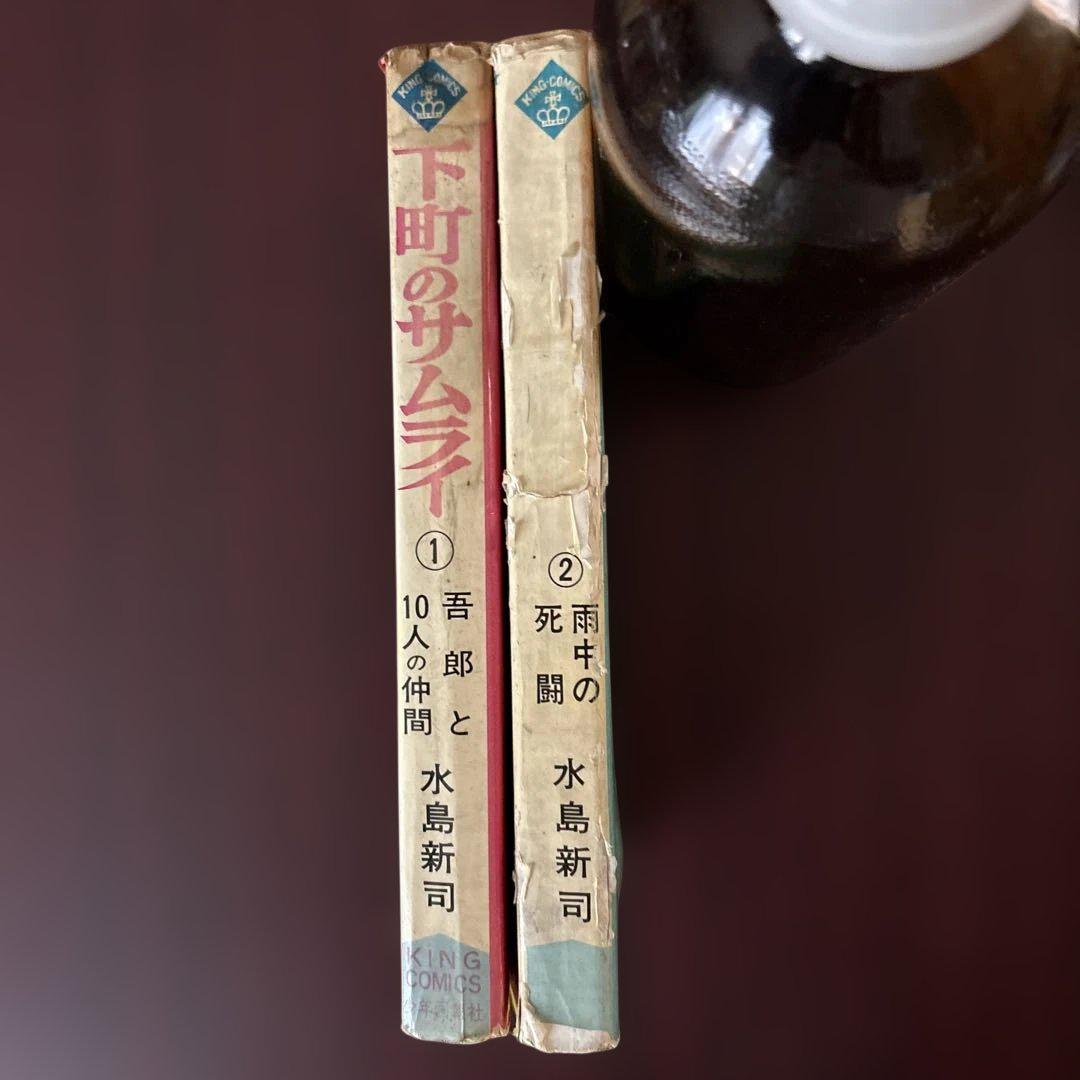 KING・COMICS
下町のサムライ
①
吾郎と
10人の仲間
水島新司
KING
COMICS
KING・COMICS
②
雨中の
死闘
水島新司